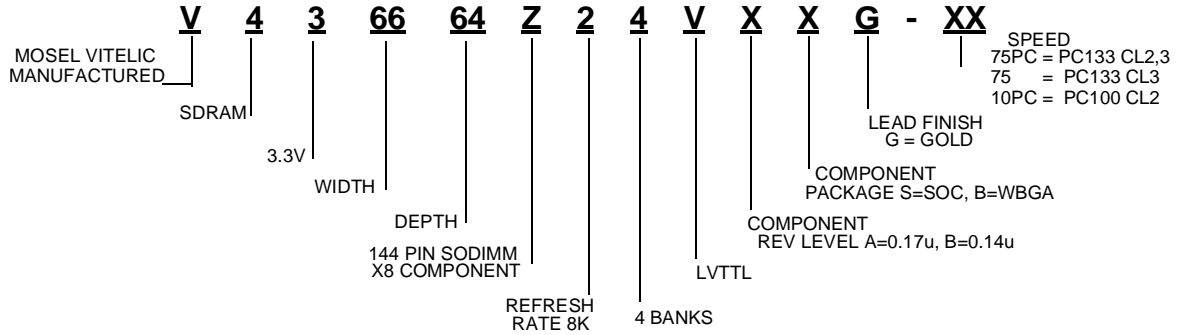 V 4 3 66 64 Z 2 4 V X X G - XX
MOSEL VITELIC
MANUFACTURED
SDRAM
3.3V
WIDTH
DEPTH
144 PIN SODIMM
X8 COMPONENT
REFRESH
RATE 8K
4 BANKS
LVTTL
COMPONENT
REV LEVEL A=0.17u, B=0.14u
COMPONENT
PACKAGE S=SOC, B=WBGA
LEAD FINISH
G = GOLD
SPEED
75PC = PC133 CL2,3
75 = PC133 CL3
10PC = PC100 CL2